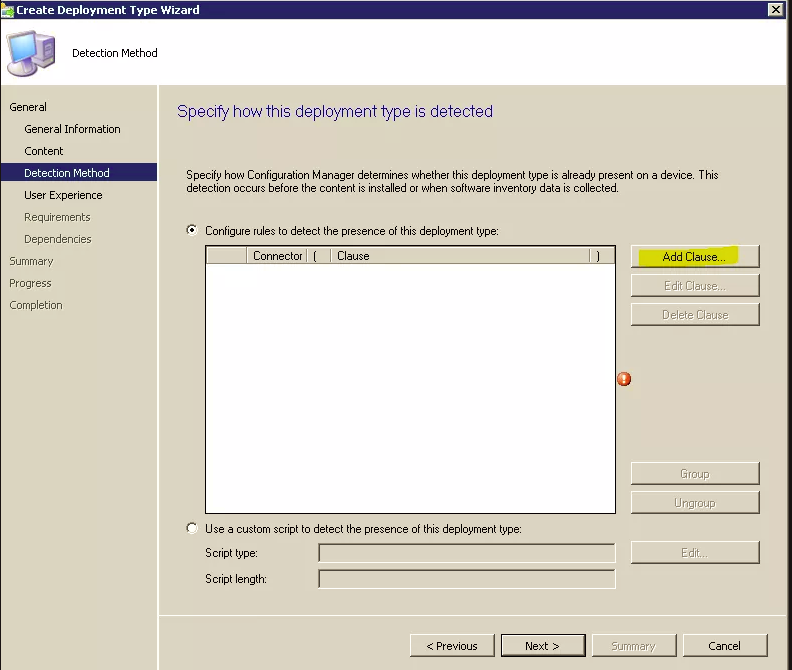 Create Deployment Type Wizard
Detection Method
General
General Information
Content
Detection Method
User Experience
Requirements
Dependencies
Summary
Progress
Completion
Specify how this deployment type is detected
Specify how Configuration Manager determines whether this deployment type is already present on a device. This
detection occurs before the content is installed or when software inventory data is collected.
Configure rules to detect the presence of this deployment type:
Connector ( Clause )
Add Clause...
Edit Clause...
Delete Clause
Group
Ungroup
Use a custom script to detect the presence of this deployment type:
Script type:
Edit...
Script length:
< Previous Next > Summary Cancel